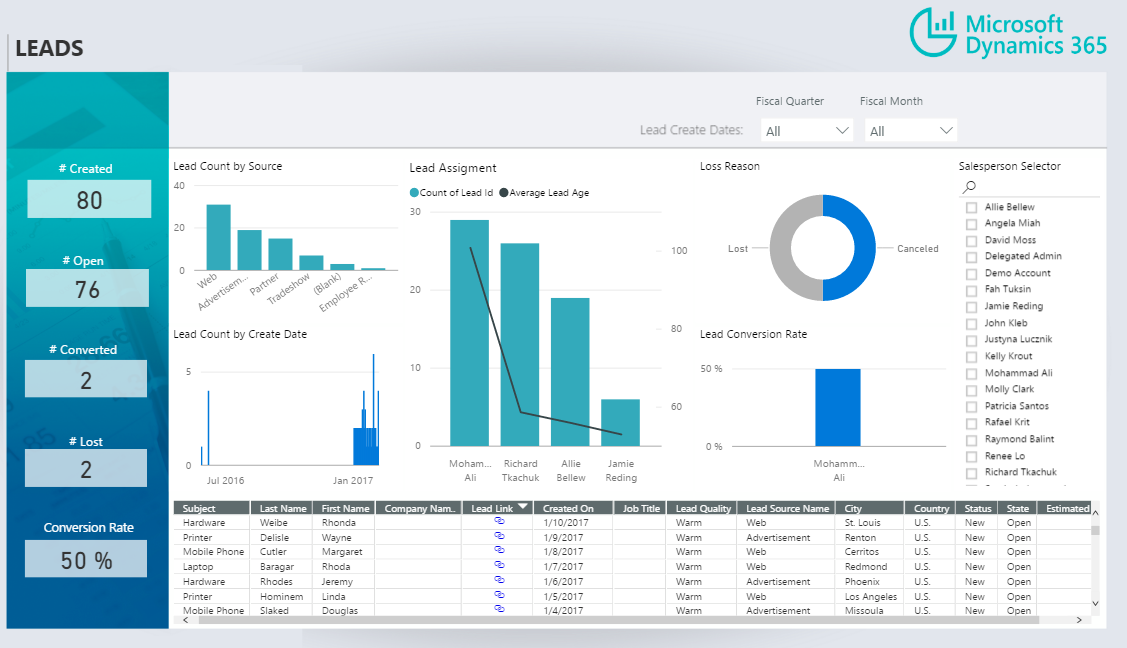 LEADS
Microsoft
Dynamics 365
Fiscal Quarter
Fiscal Month
Lead Create Dates:
All
All
# Created
80
# Open
76
# Converted
2
# Lost
2
Conversion Rate
50 %
Lead Count by Source
40
20
0
Web
Advertisem...
Partner
Tradeshow
(Blank)
Employee R...
Lead Count by Create Date
5
0
Jul 2016
Jan 2017
Lead Assigment
Count of Lead Id
Average Lead Age
30
20
10
0
100
80
60
Moham...
Ali
Richard
Tkachuk
Allie
Bellew
Jamie
Reding
Loss Reason
Lost
Canceled
Lead Conversion Rate
50 %
0 %
Mohamm...
Ali
Salesperson Selector
Allie Bellew
Angela Miah
David Moss
Delegated Admin
Demo Account
Fah Tuksin
Jamie Reding
John Kleb
Justyna Lucznik
Kelly Krout
Mohammad Ali
Molly Clark
Patricia Santos
Rafael Krit
Raymond Balint
Renee Lo
Richard Tkachuk
Subject Last Name First Name Company Nam.. Lead Link Created On Job Title Lead Quality Lead Source Name City Country Status State Estimated
Hardware Weibe Rhonda 1/10/2017 Warm Web St. Louis U.S. New Open
Printer Delisle Wayne 1/9/2017 Warm Advertisement Renton U.S. New Open
Mobile Phone Cutler Margaret 1/8/2017 Warm Web Cerritos U.S. New Open
Laptop Baragar Rhoda 1/7/2017 Warm Web Redmond U.S. New Open
Hardware Rhodes Jeremy 1/6/2017 Warm Advertisement Phoenix U.S. New Open
Printer Hominem Linda 1/5/2017 Warm Web Los Angeles U.S. New Open
Mobile Phone Slaked Douglas 1/4/2017 Warm Advertisement Missoula U.S. New Open